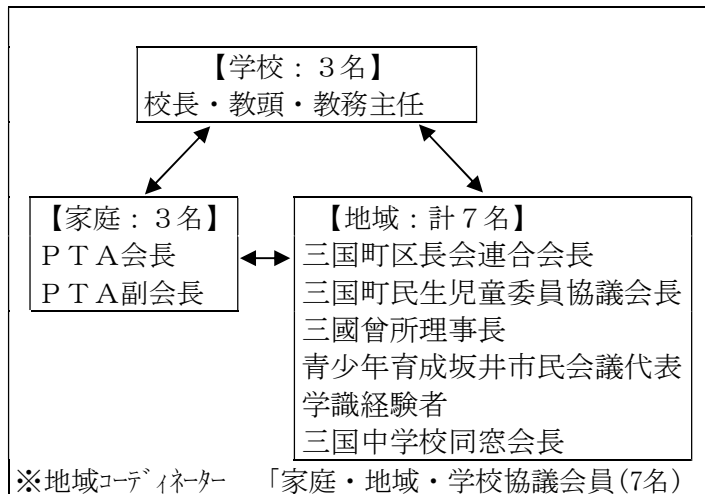 【学校：３名】
校長・教頭・教務主任
【家庭：３名】
ＰＴＡ会長
ＰＴＡ副会長
【地域：計７名】
三国町区長会連合会長
三国町民生児童委員協議会長
三國曾所理事長
青少年育成坂井市民会議代表
学識経験者
三国中学校同窓会長
※地域ｺｰﾃﾞｨﾈｰﾀｰ　「家庭・地域・学校協議会員(7名)